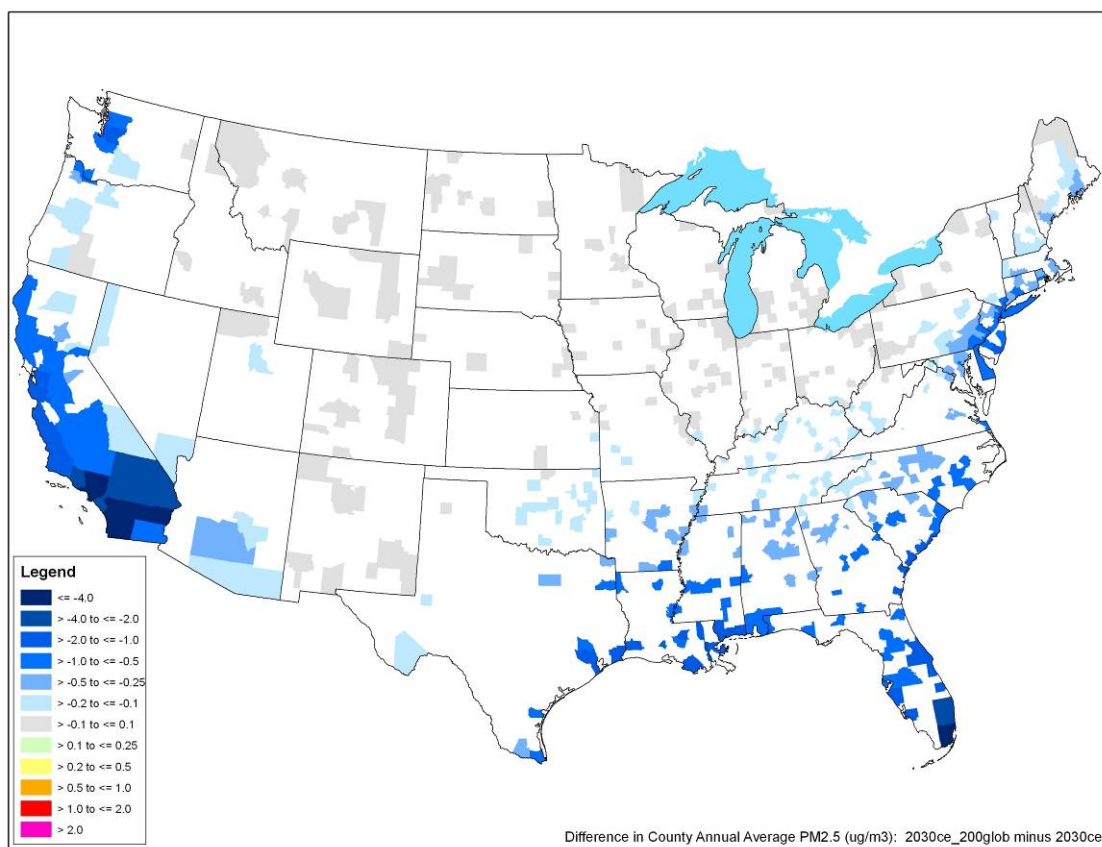 Legend
<= -4.0
> -4.0 to <= -2.0
> -2.0 to <= -1.0
> -1.0 to <= -0.5
> -0.5 to <= -0.25
> -0.2 to <= -0.1
> -0.1 to <= 0.1
> 0.1 to <= 0.25
> 0.2 to <= 0.5
> 0.5 to <= 1.0
> 1.0 to <= 2.0
> 2.0
Difference in County Annual Average PM2.5 (ug/m3): 2030ce_200glob minus 2030ce